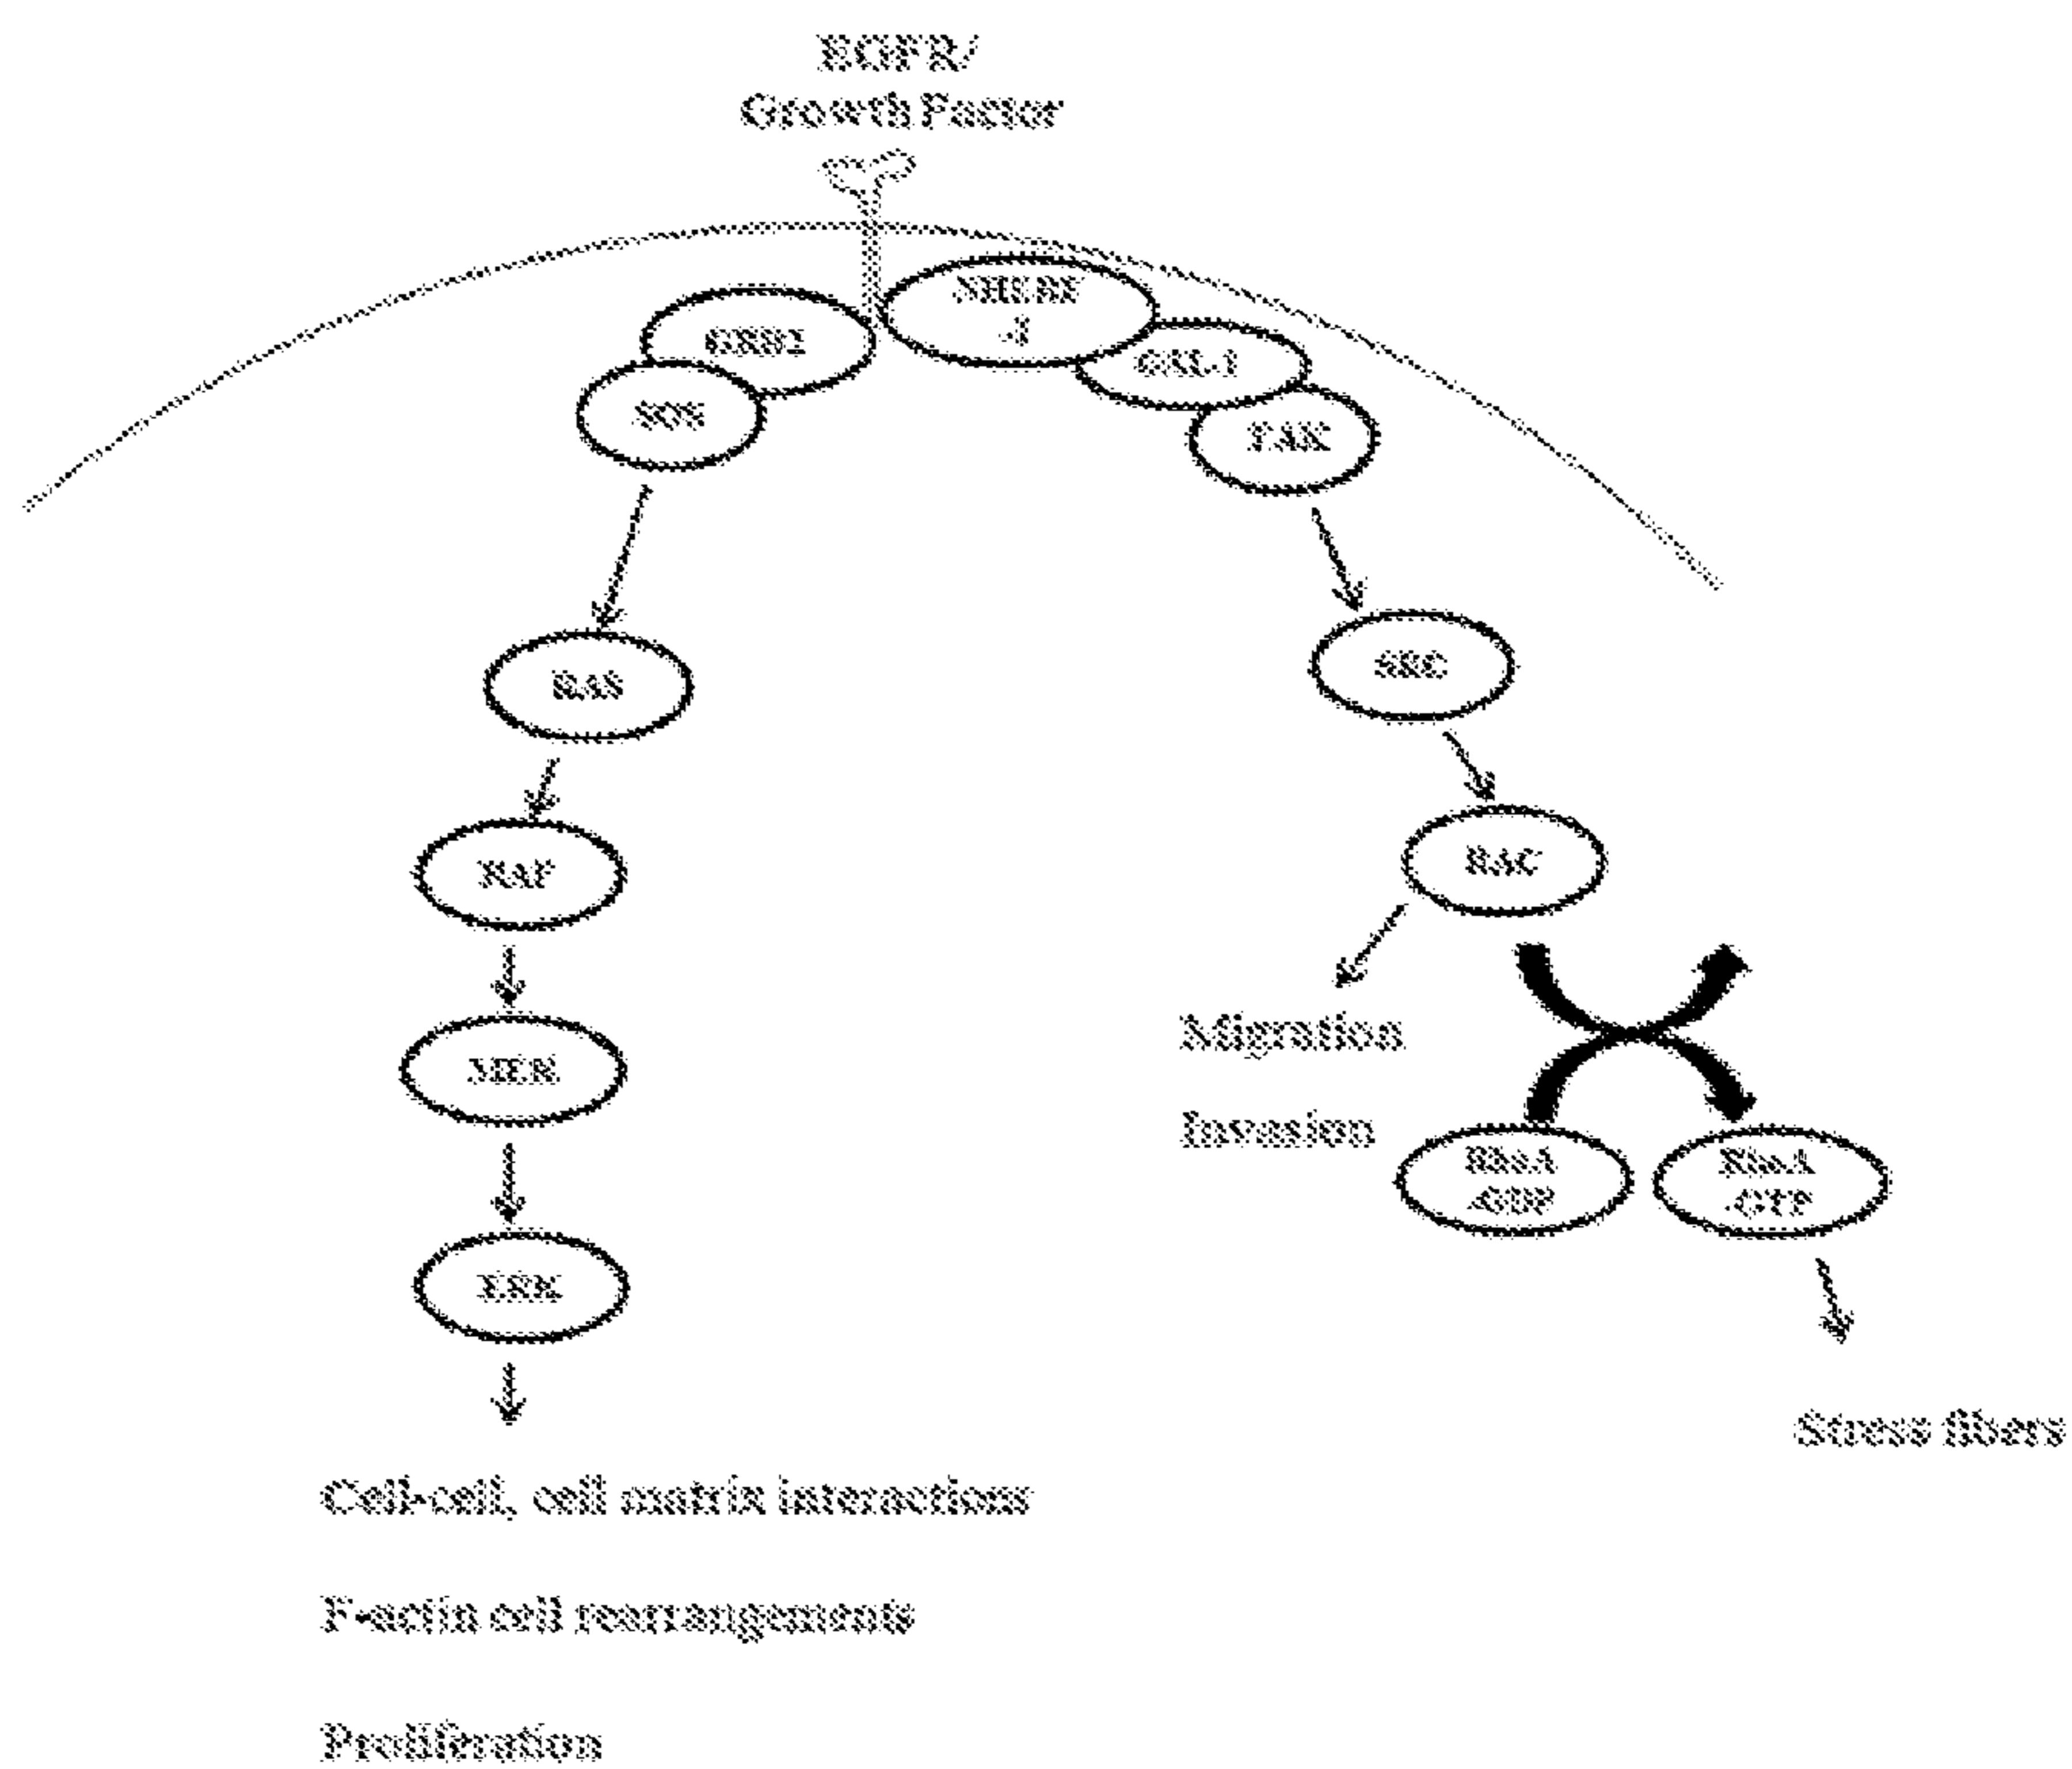 EGFR/
Growth Factor
NHERF
-1
GRB2
SOS
FAK
RAS
SRC
RAF
RAC
MEK
Migration
Invasion
RhoA
-GDP
RhoA
-GTP
ERK
Stress fibers
Cell-cell, cell matrix interactions
F-actin cell rearrangements
Proliferation